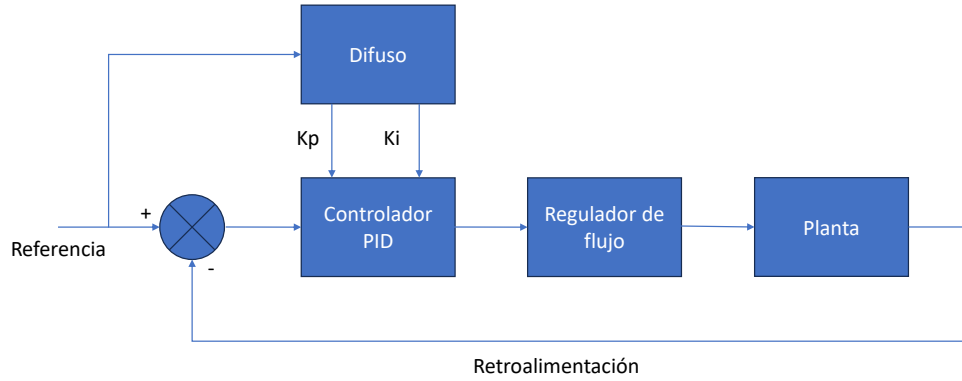 Difuso
Kp
Ki
+
Controlador
PID
Regulador de
flujo
Planta
Referencia
-
Retroalimentación